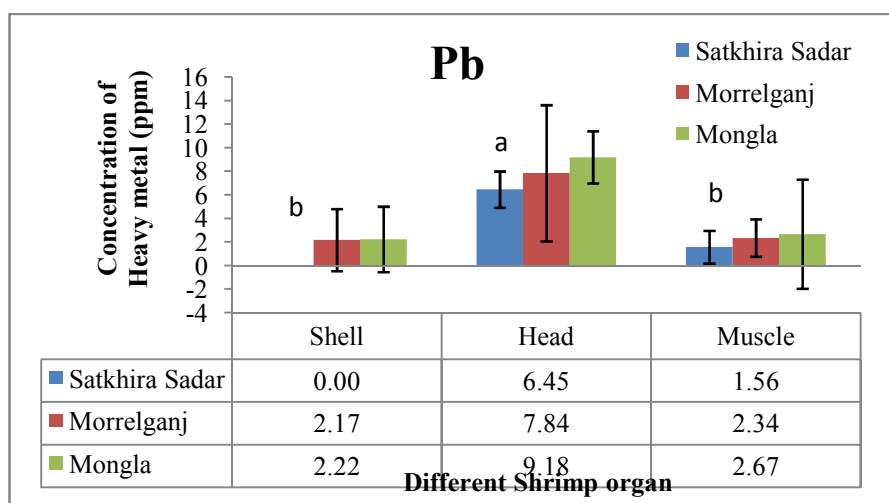 Pb
Satkhira Sadar
Morrelganj
Mongla
Concentration of
Heavy metal (ppm)
16
14
12
10
8
6
4
2
0
-2
-4
b
a
b
Shell Head Muscle
Satkhira Sadar 0.00 6.45 1.56
Morrelganj 2.17 7.84 2.34
Mongla 2.22 9.18 2.67
Different Shrimp organ